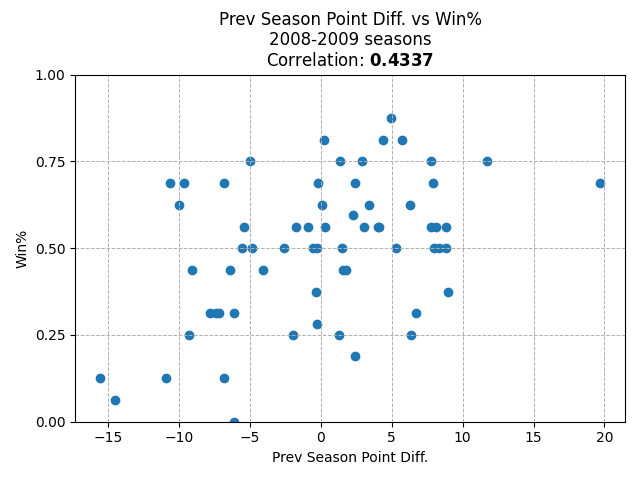 Prev Season Point Diff. vs Win%
2008-2009 seasons
Correlation: 0.4337
1.00
0.75
0.50
0.25
0.00
Win%
−15
−10
−5
0
5
10
15
20
Prev Season Point Diff.